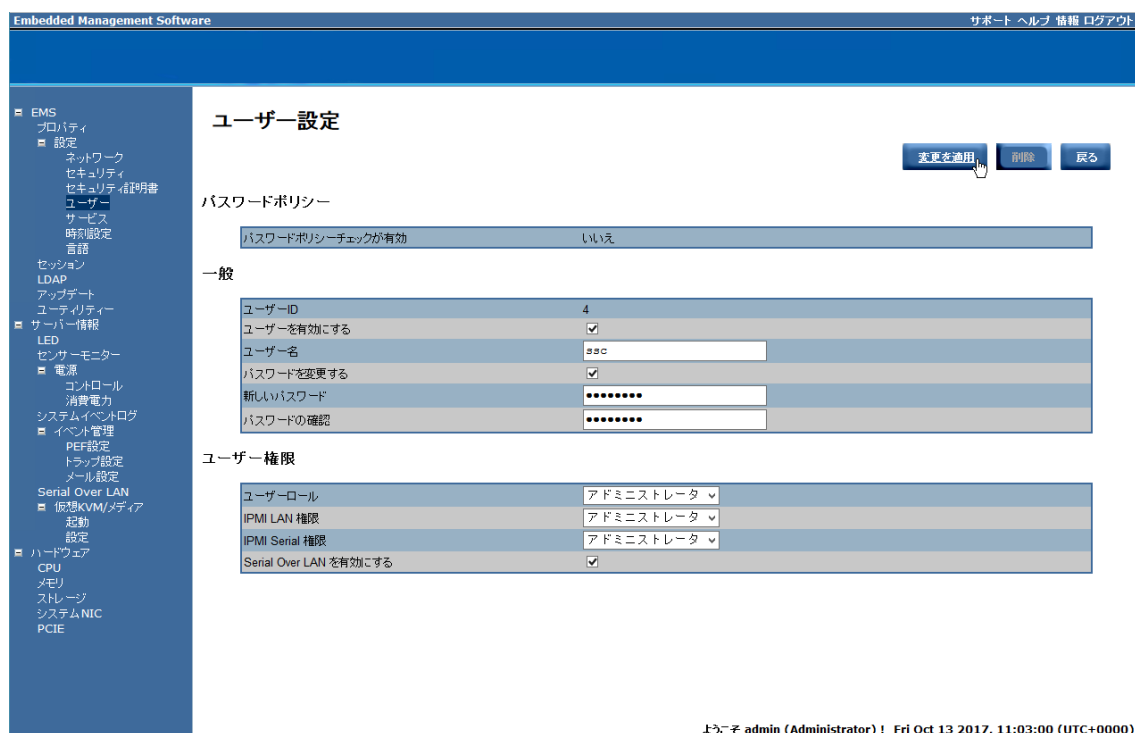 Embedded Management Software サポート ヘルプ 情報 ログアウト
EMS
プロパティ
設定
ネットワーク
セキュリティ
セキュリティ証明書
ユーザー
サービス
時刻設定
言語
セッション
LDAP
アップデート
ユーティリティー
サーバー情報
LED
センサーモニター
電源
コントロール
消費電力
システムイベントログ
イベント管理
PEF設定
トラップ設定
メール設定
Serial Over LAN
仮想KVM/メディア
起動
設定
ハードウェア
CPU
メモリ
ストレージ
システムNIC
PCIE
ユーザー設定
変更を適用 削除 戻る
パスワードポリシー
パスワードポリシーチェックが有効 いいえ
一般
ユーザーID 4
ユーザーを有効にする
ユーザー名 ssc
パスワードを変更する
新しいパスワード ••••••••
パスワードの確認 ••••••••
ユーザー権限
ユーザーロール アドミニストレータ
IPMI LAN 権限 アドミニストレータ
IPMI Serial 権限 アドミニストレータ
Serial Over LAN を有効にする
ようこそ admin (Administrator) ! Fri Oct 13 2017, 11:03:00 (UTC+0000)